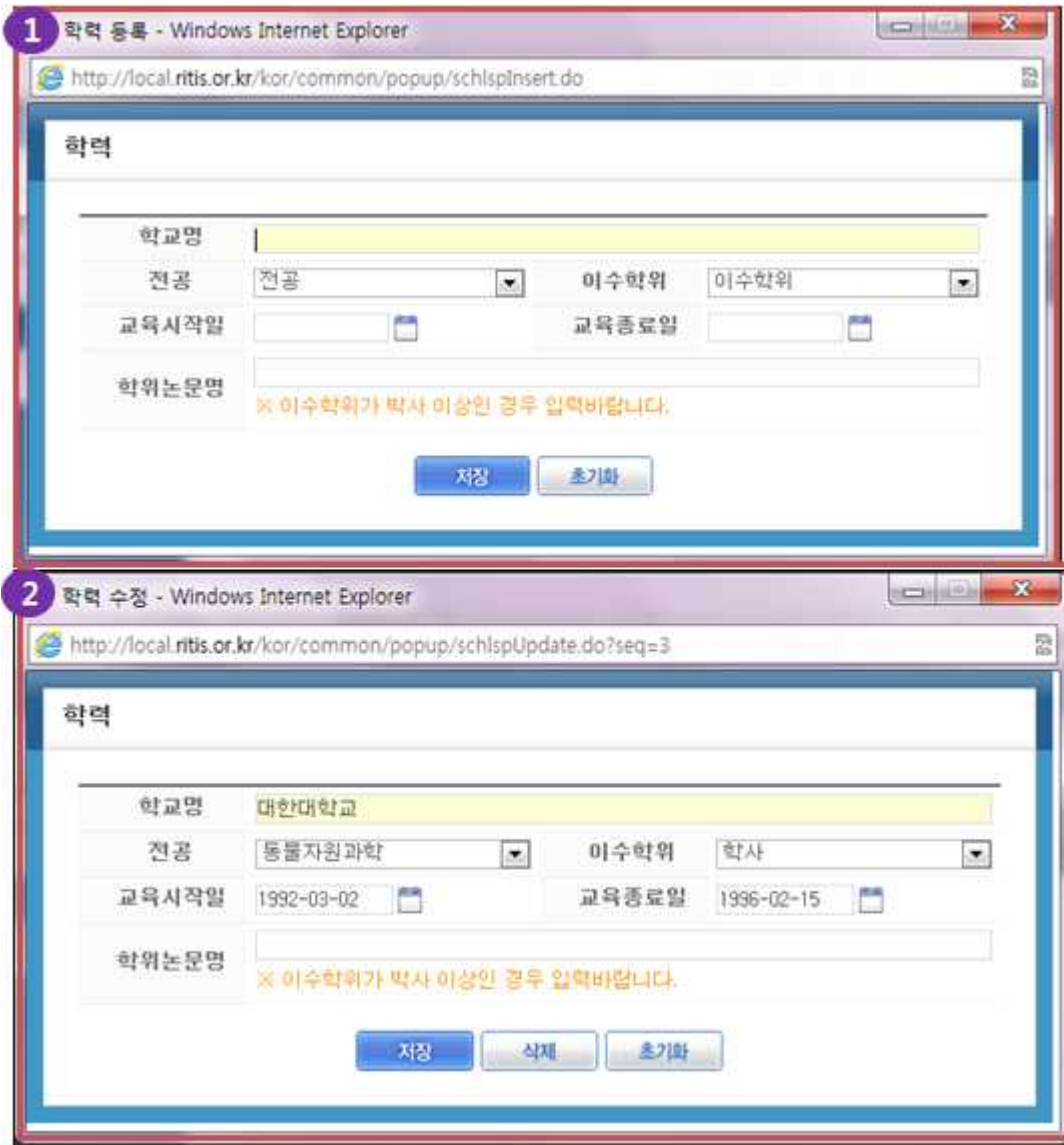 1 학력 등록 - Windows Internet Explorer
http://local.ritis.or.kr/kor/common/popup/schlspInsert.do
학력
학교명
전공 전공 이수학위 이수학위
교육시작일 교육종료일
학위논문명
※ 이수학위가 박사 이상인 경우 입력바랍니다.
저장 초기화
2 학력 수정 - Windows Internet Explorer
http://local.ritis.or.kr/kor/common/popup/schlspUpdate.do?seq=3
학력
학교명 대한대학교
전공 동물자원과학 이수학위 학사
교육시작일 1992-03-02 교육종료일 1996-02-15
학위논문명
※ 이수학위가 박사 이상인 경우 입력바랍니다.
저장 삭제 초기화